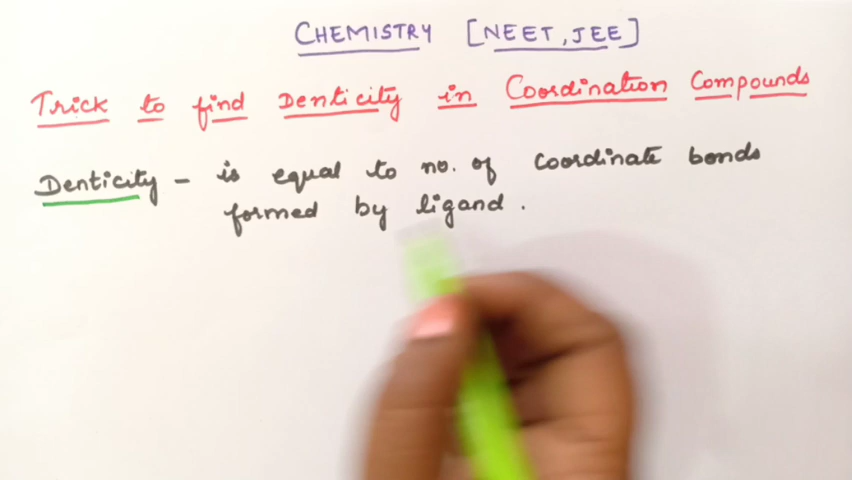 CHEMISTRY [NEET, JEE]
Trick to find Denticity in Coordination Compounds
Denticity - is equal to no. of coordinate bonds
formed by ligand.